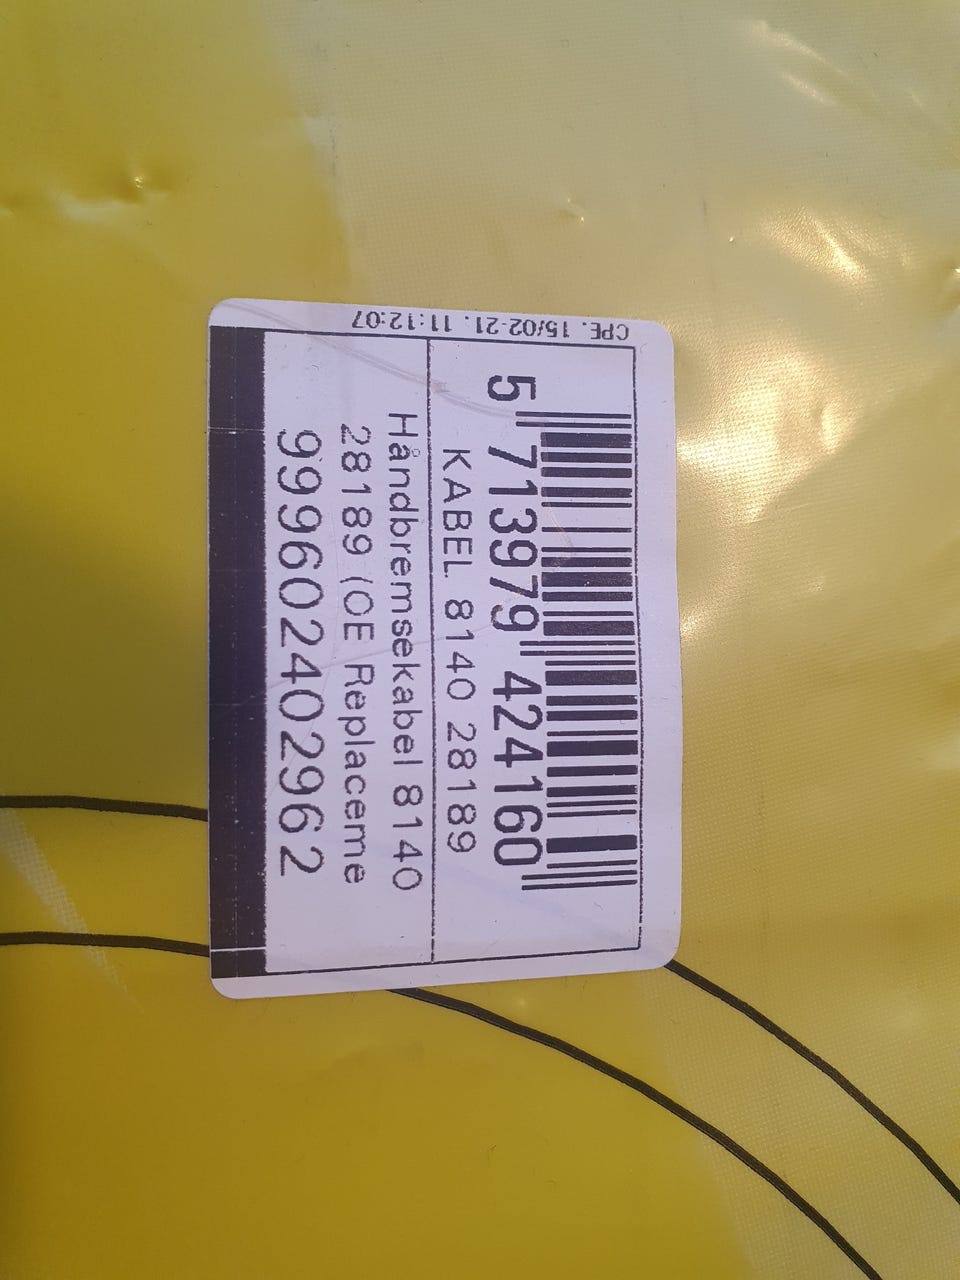 CPE. 15/02-21. 11:12:07
5 713979 424160
KABEL 8140 28189
Håndbremsekabel 8140
28189 (OE Replaceme
9996024029 62